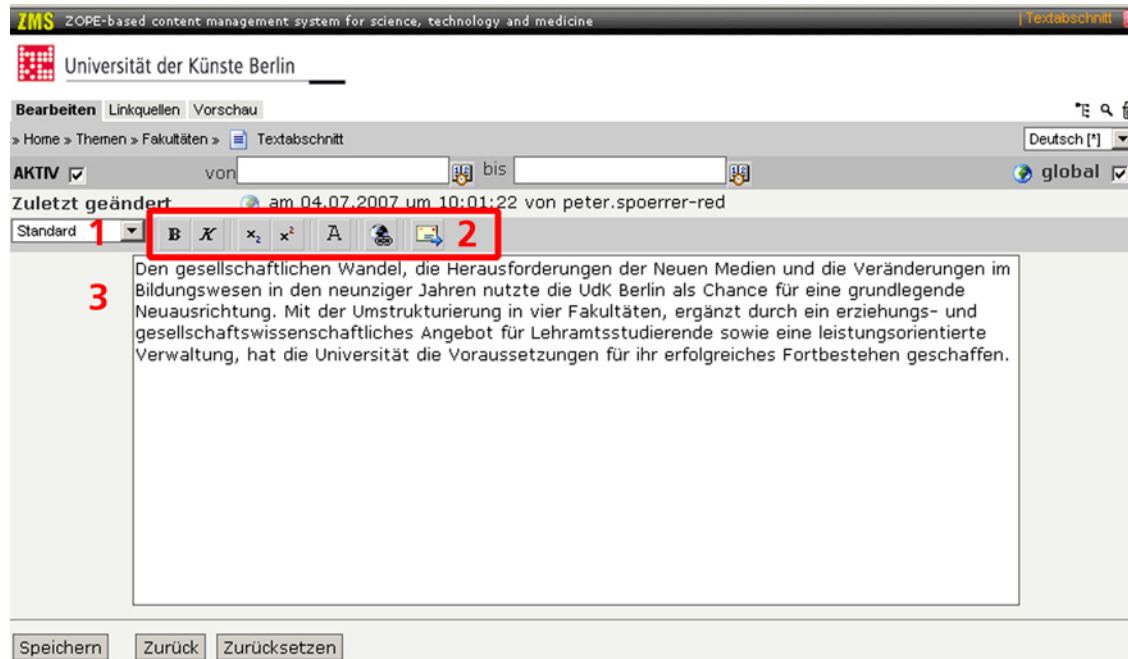 ZMS ZOPE-based content management system for science, technology and medicine | Textabschnitt
Universität der Künste Berlin
Bearbeiten Linkquellen Vorschau
» Home » Themen » Fakultäten » Textabschnitt Deutsch [*]
AKTIV von bis global
Zuletzt geändert am 04.07.2007 um 10:01:22 von peter.spoerrer-red
Standard 1 B K x₂ x² A 2
3
Den gesellschaftlichen Wandel, die Herausforderungen der Neuen Medien und die Veränderungen im
Bildungswesen in den neunziger Jahren nutzte die UdK Berlin als Chance für eine grundlegende
Neuausrichtung. Mit der Umstrukturierung in vier Fakultäten, ergänzt durch ein erziehungs- und
gesellschaftswissenschaftliches Angebot für Lehramtsstudierende sowie eine leistungsorientierte
Verwaltung, hat die Universität die Voraussetzungen für ihr erfolgreiches Fortbestehen geschaffen.
Speichern Zurück Zurücksetzen